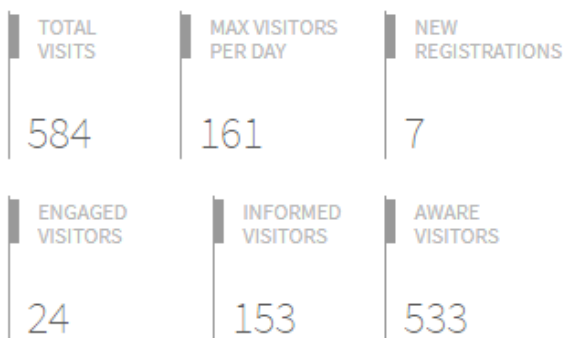 TOTAL
VISITS
584
MAX VISITORS
PER DAY
161
NEW
REGISTRATIONS
7
ENGAGED
VISITORS
24
INFORMED
VISITORS
153
AWARE
VISITORS
533